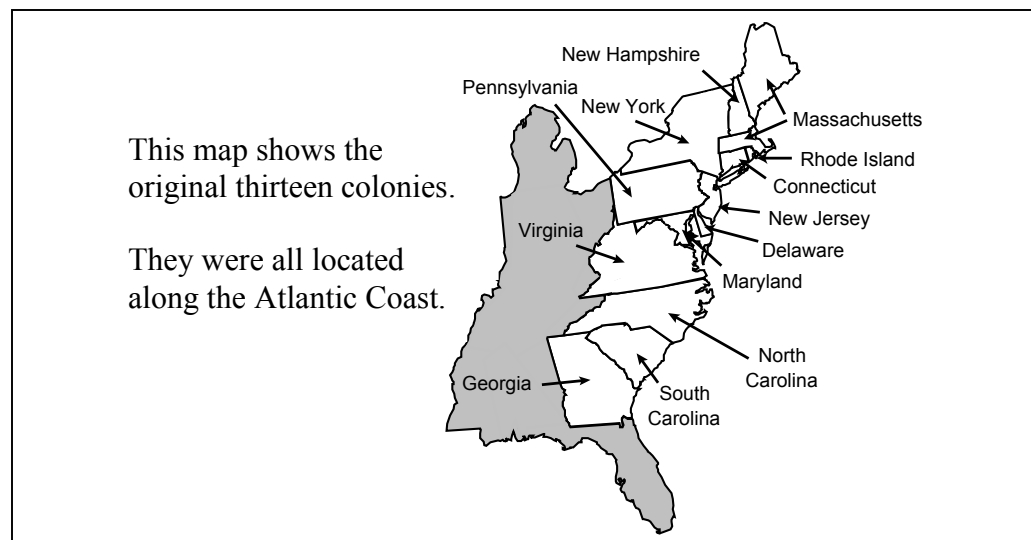 This map shows the
original thirteen colonies.
They were all located
along the Atlantic Coast.
New Hampshire
Pennsylvania
New York
Massachusetts
Rhode Island
Connecticut
New Jersey
Virginia
Delaware
Maryland
North
Carolina
Georgia
South
Carolina